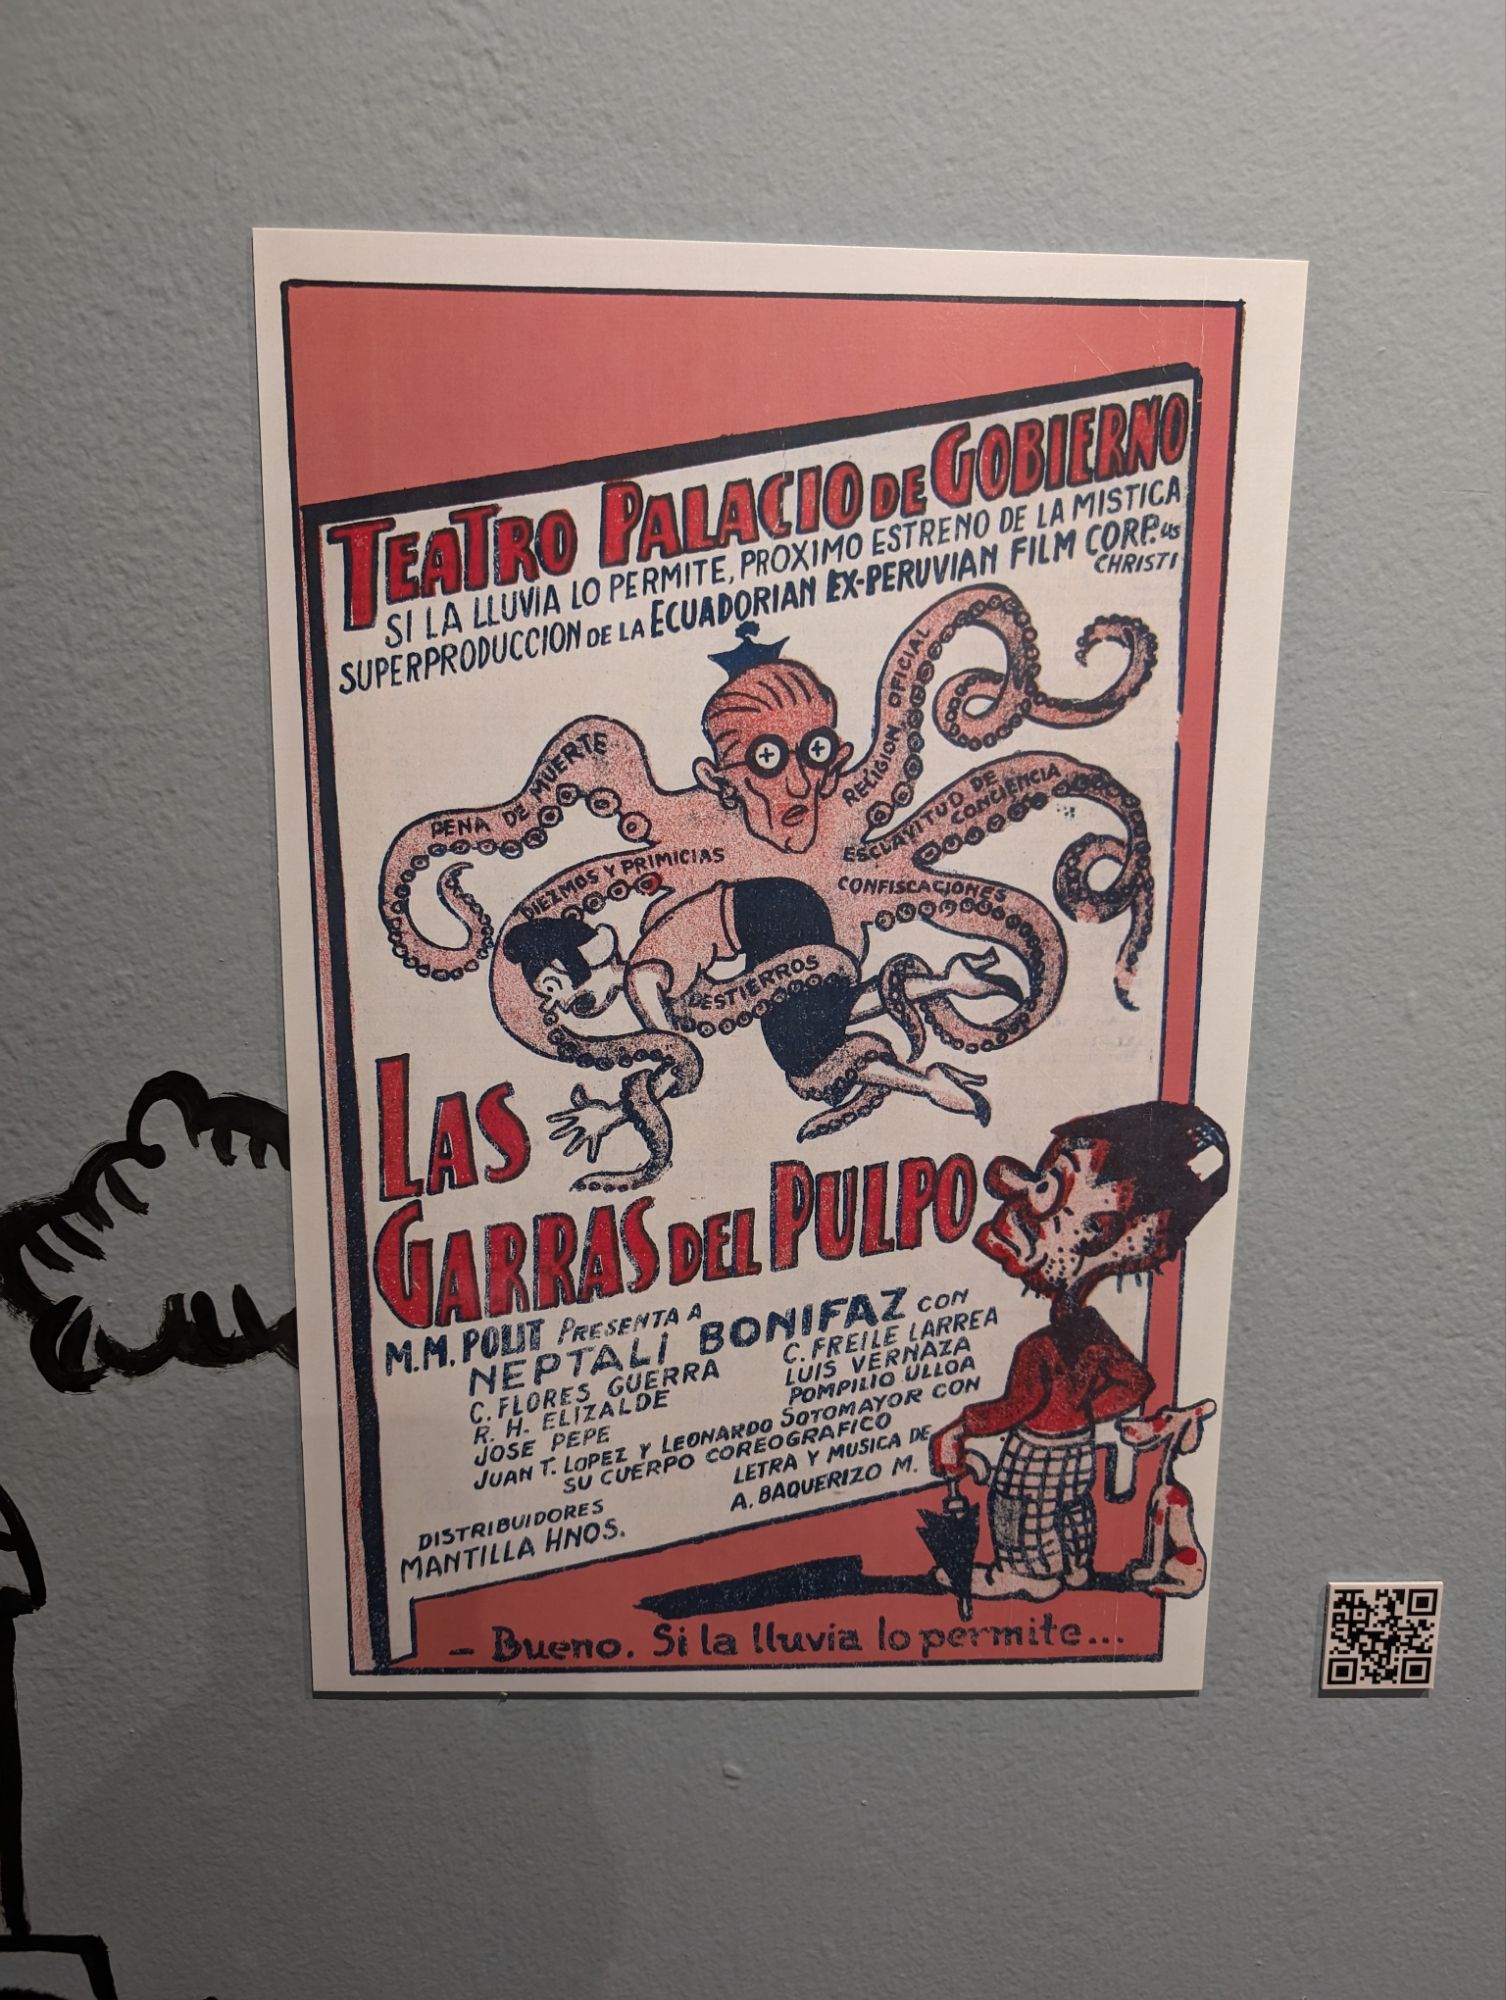 TEATRO PALACIO DE GOBIERNO
SI LA LLUVIA LO PERMITE, PROXIMO ESTRENO DE LA MISTICA
SUPERPRODUCCION DE LA ECUADORIAN EX-PERUVIAN FILM CORP.us
CHRISTI
PENA DE MUERTE
RELIGION OFICIAL
ESCLAVITUD DE
CONCIENCIA
DIEZMOS Y PRIMICIAS
CONFISCACIONES
DESTIERROS
LAS
GARRAS DEL PULPO
M.M. POLIT PRESENTA A
NEPTALI BONIFAZ CON
C. FLORES GUERRA
R. H. ELIZALDE
JOSE PEPE
C. FREILE LARREA
LUIS VERNAZA
POMPILIO ULLOA
JUAN T. LOPEZ Y LEONARDO SOTOMAYOR CON
SU CUERPO COREOGRAFICO
LETRA Y MUSICA DE
A. BAQUERIZO M.
DISTRIBUIDORES
MANTILLA HNOS.
- Bueno. Si la lluvia lo permite...